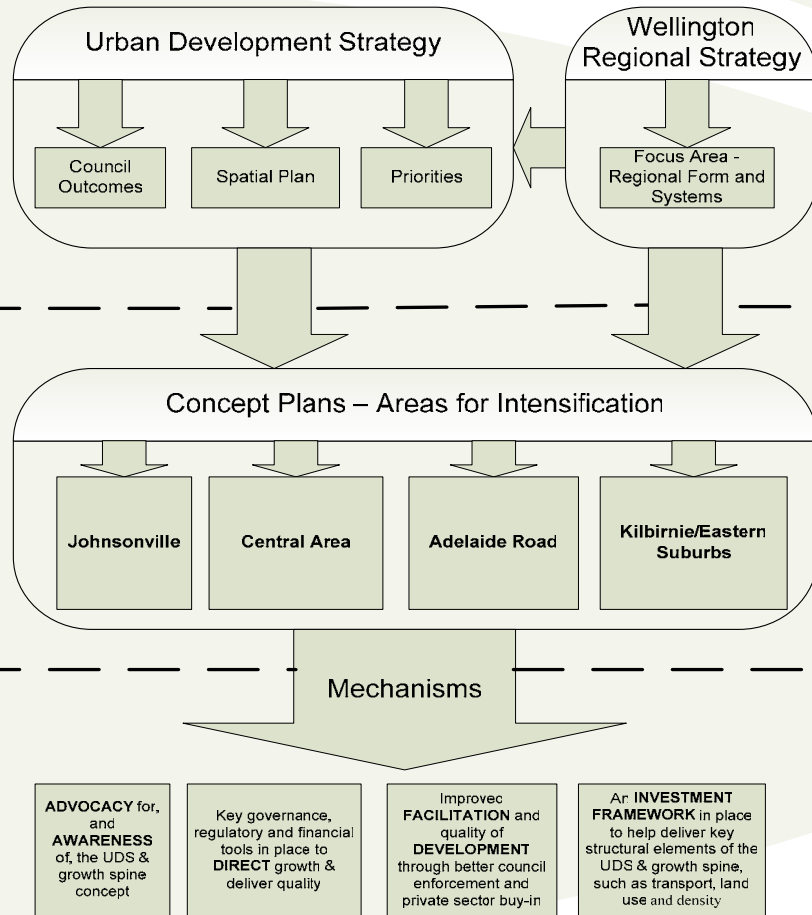 Urban Development Strategy
Wellington
Regional Strategy
Council
Outcomes
Spatial Plan
Priorities
Focus Area -
Regional Form and
Systems
Concept Plans – Areas for Intensification
Johnsonville
Central Area
Adelaide Road
Kilbirnie/Eastern
Suburbs
Mechanisms
ADVOCACY for,
and
AWARENESS
of, the UDS &
growth spine
concept
Key governance,
regulatory and financial
tools in place to
DIRECT growth &
deliver quality
Improved
FACILITATION and
quality of
DEVELOPMENT
through better council
enforcement and
private sector buy-in
An INVESTMENT
FRAMEWORK in place
to help deliver key
structural elements of the
UDS & growth spine,
such as transport, land
use and density